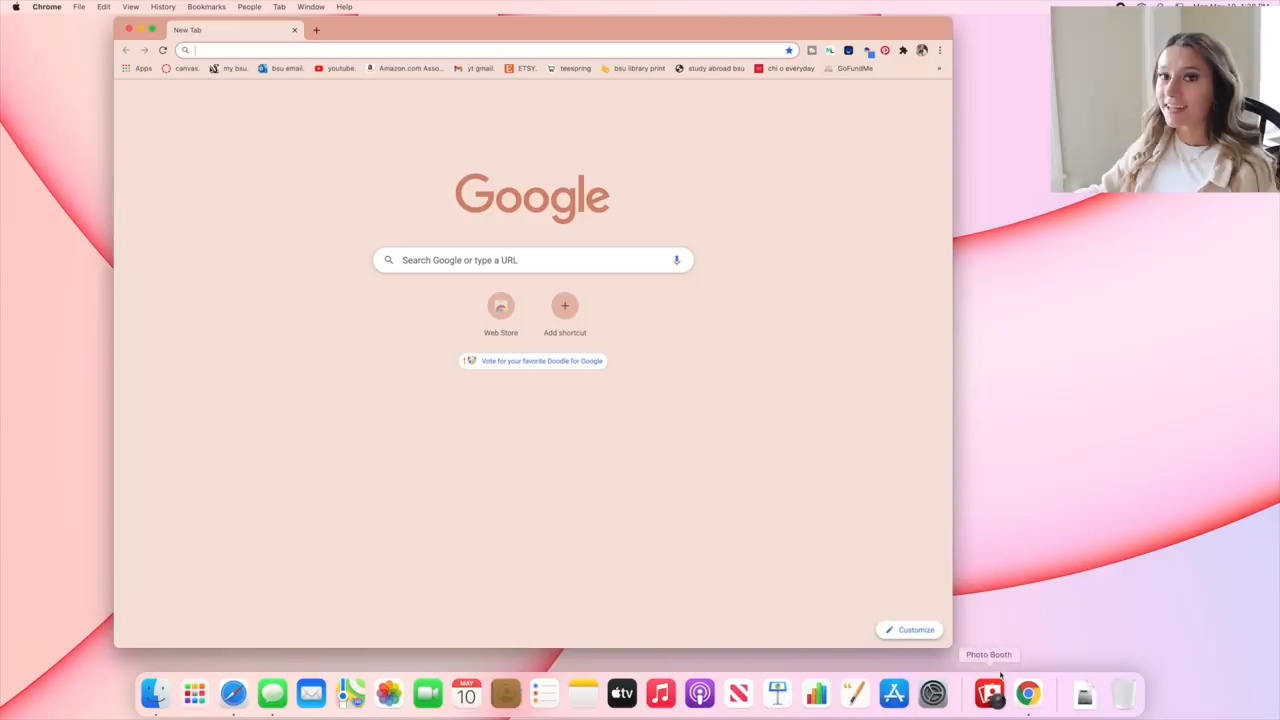 Chrome File Edit View History Bookmarks People Tab Window Help
New Tab
Apps canvas. my bsu. bsu email. youtube. Amazon.com Asso... yt gmail. ETSY. teespring bsu library print study abroad bsu chi o everyday GoFundMe »
Google
Search Google or type a URL
Web Store Add shortcut
Vote for your favorite Doodle for Google
Customize
Photo Booth
MAY
10
tv